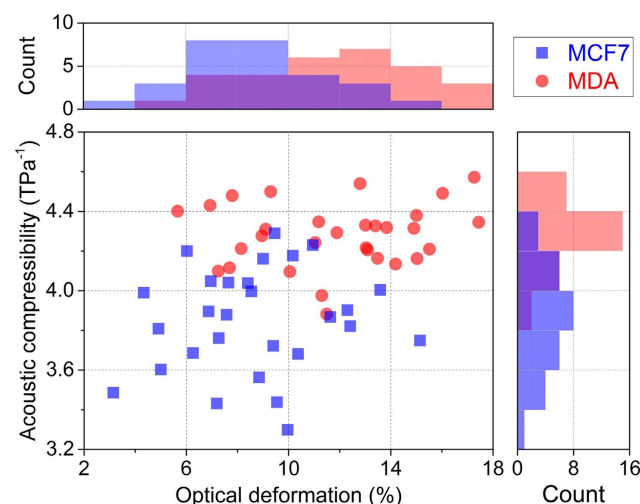 10
5
0
Count
MCF7
MDA
4.8
4.4
4.0
3.6
3.2
Acoustic compressibility (TPa⁻¹)
2 6 10 14 18
Optical deformation (%)
0 8 16
Count